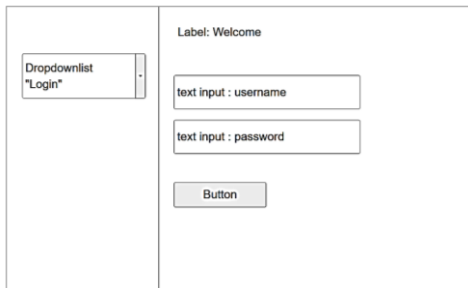 Label: Welcome
Dropdownlist
"Login"
text input : username
text input : password
Button